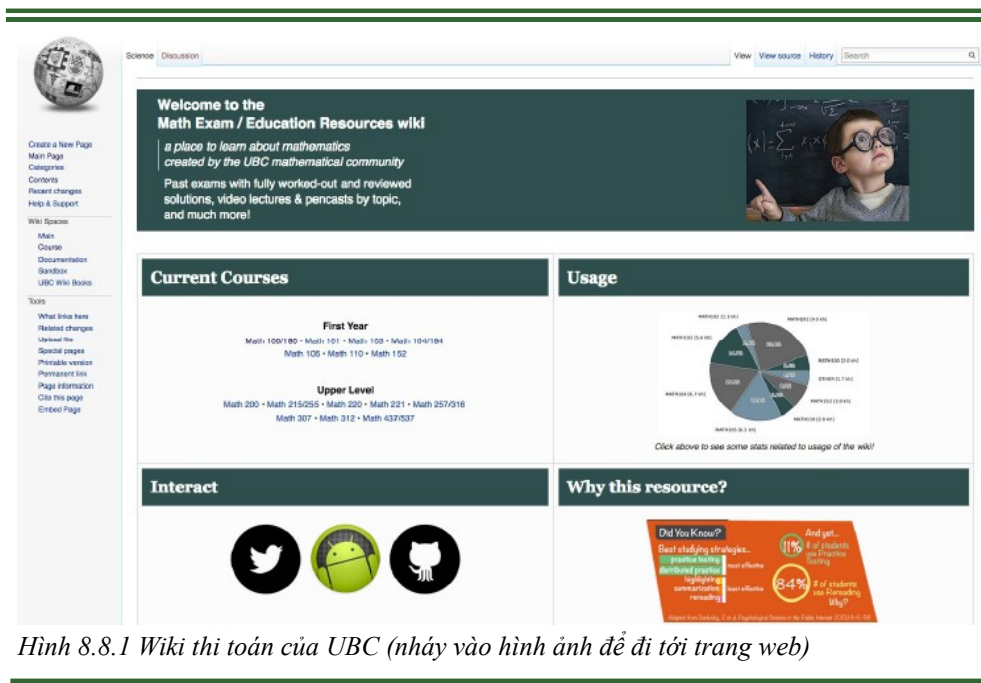 Science Discussion
View View source History Search
Create a New Page
Main Page
Categories
Contents
Recent changes
Help & Support
Wiki Spaces
Main
Course
Documentation
Sandbox
UBC Wiki Books
Tools
What links here
Related changes
Upload file
Special pages
Printable version
Permanent link
Page information
Cite this page
Embed Page
Welcome to the
Math Exam / Education Resources wiki
a place to learn about mathematics
created by the UBC mathematical community
Past exams with fully worked-out and reviewed
solutions, video lectures & pencasts by topic,
and much more!
Current Courses
First Year
Math 100/180 • Math 101 • Math 103 • Math 104/184
Math 105 • Math 110 • Math 152
Upper Level
Math 200 • Math 215/255 • Math 220 • Math 221 • Math 257/316
Math 307 • Math 312 • Math 437/537
Usage
Click above to see some stats related to usage of the wiki!
Interact
Why this resource?
Did You Know?
Best studying strategies...
practice testing
distributed practice
most effective
highlighting
summarization
rereading
least effective
And yet...
11% # of students
use Practice
Testing
84% # of students
use Rereading
Why?
Hình 8.8.1 Wiki thi toán của UBC (nháy vào hình ảnh để đi tới trang web)